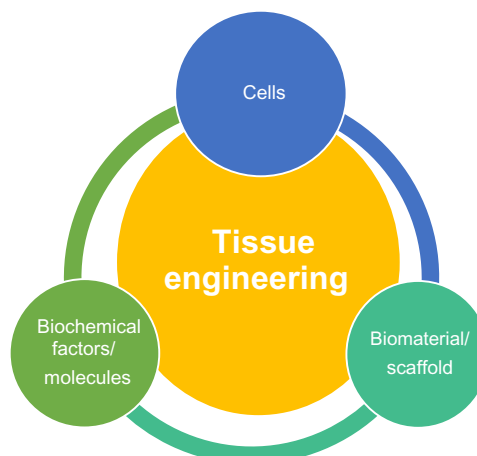 Cells
Tissue
engineering
Biochemical
factors/
molecules
Biomaterial/
scaffold